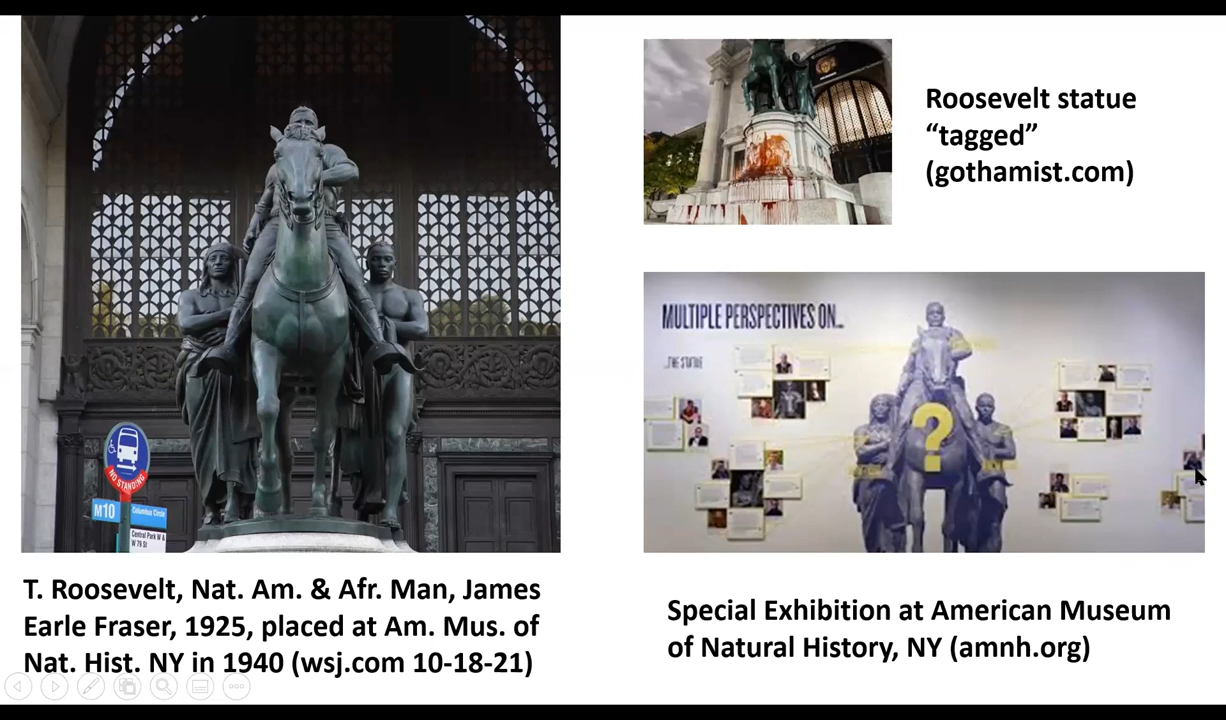 NO STANDING
M10
Columbus Circle
Central Park W &
W 79 St
T. Roosevelt, Nat. Am. & Afr. Man, James
Earle Fraser, 1925, placed at Am. Mus. of
Nat. Hist. NY in 1940 (wsj.com 10-18-21)
Roosevelt statue
“tagged”
(gothamist.com)
MULTIPLE PERSPECTIVES ON...
...THE STATUE
?
Special Exhibition at American Museum
of Natural History, NY (amnh.org)